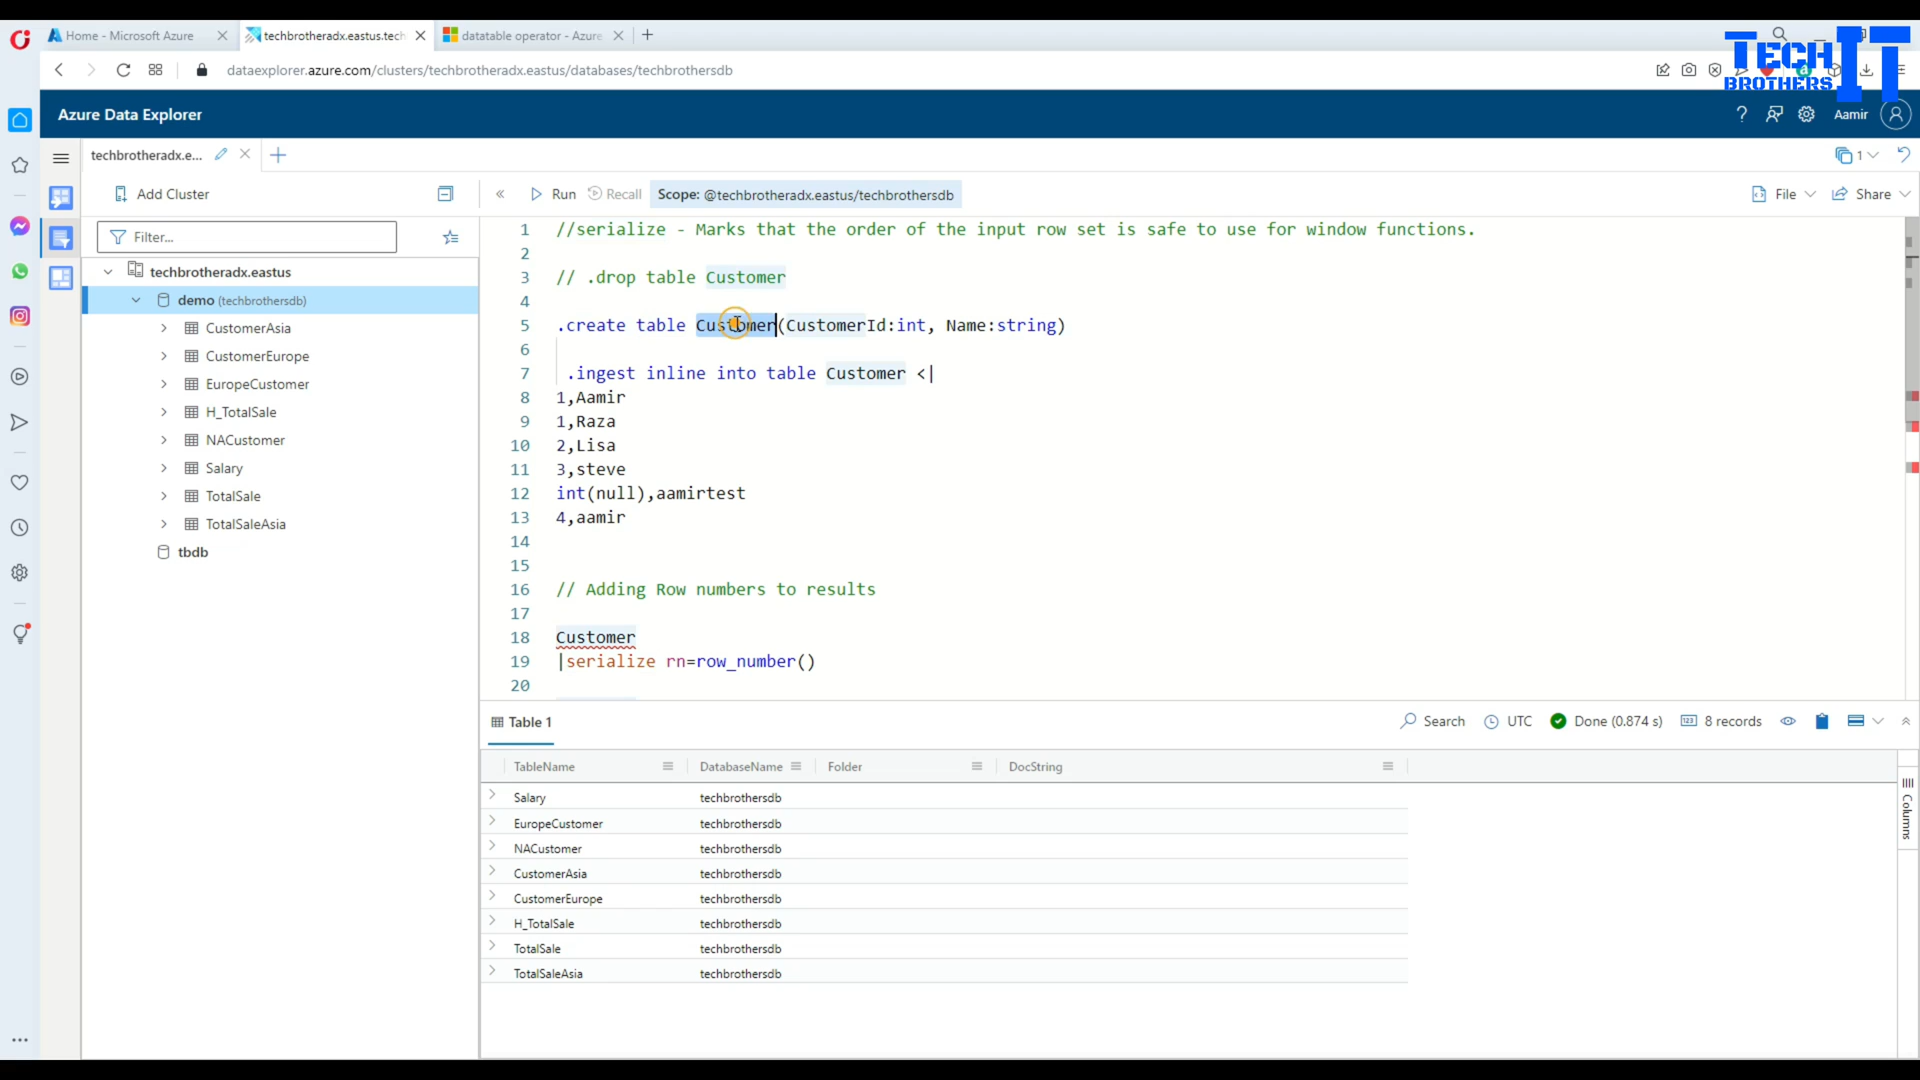 Home - Microsoft Azure
techbrotheradx.eastus.tech
datatable operator - Azure
TECH IT
BROTHERS
dataexplorer.azure.com/clusters/techbrotheradx.eastus/databases/techbrothersdb
Azure Data Explorer
? Aamir
techbrotheradx.e...
1
Add Cluster
Run
Recall
Scope: @techbrotheradx.eastus/techbrothersdb
File
Share
Filter...
techbrotheradx.eastus
demo (techbrothersdb)
CustomerAsia
CustomerEurope
EuropeCustomer
H_TotalSale
NACustomer
Salary
TotalSale
TotalSaleAsia
tbdb
1 //serialize - Marks that the order of the input row set is safe to use for window functions.
2
3 // .drop table Customer
4
5 .create table Customer(CustomerId:int, Name:string)
6
7 .ingest inline into table Customer <|
8 1,Aamir
9 1,Raza
10 2,Lisa
11 3,steve
12 int(null),aamirtest
13 4,aamir
14
15
16 // Adding Row numbers to results
17
18 Customer
19 |serialize rn=row_number()
20
Table 1
Search
UTC
Done (0.874 s)
8 records
TableName DatabaseName Folder DocString
Salary techbrothersdb
EuropeCustomer techbrothersdb
NACustomer techbrothersdb
CustomerAsia techbrothersdb
CustomerEurope techbrothersdb
H_TotalSale techbrothersdb
TotalSale techbrothersdb
TotalSaleAsia techbrothersdb
Columns